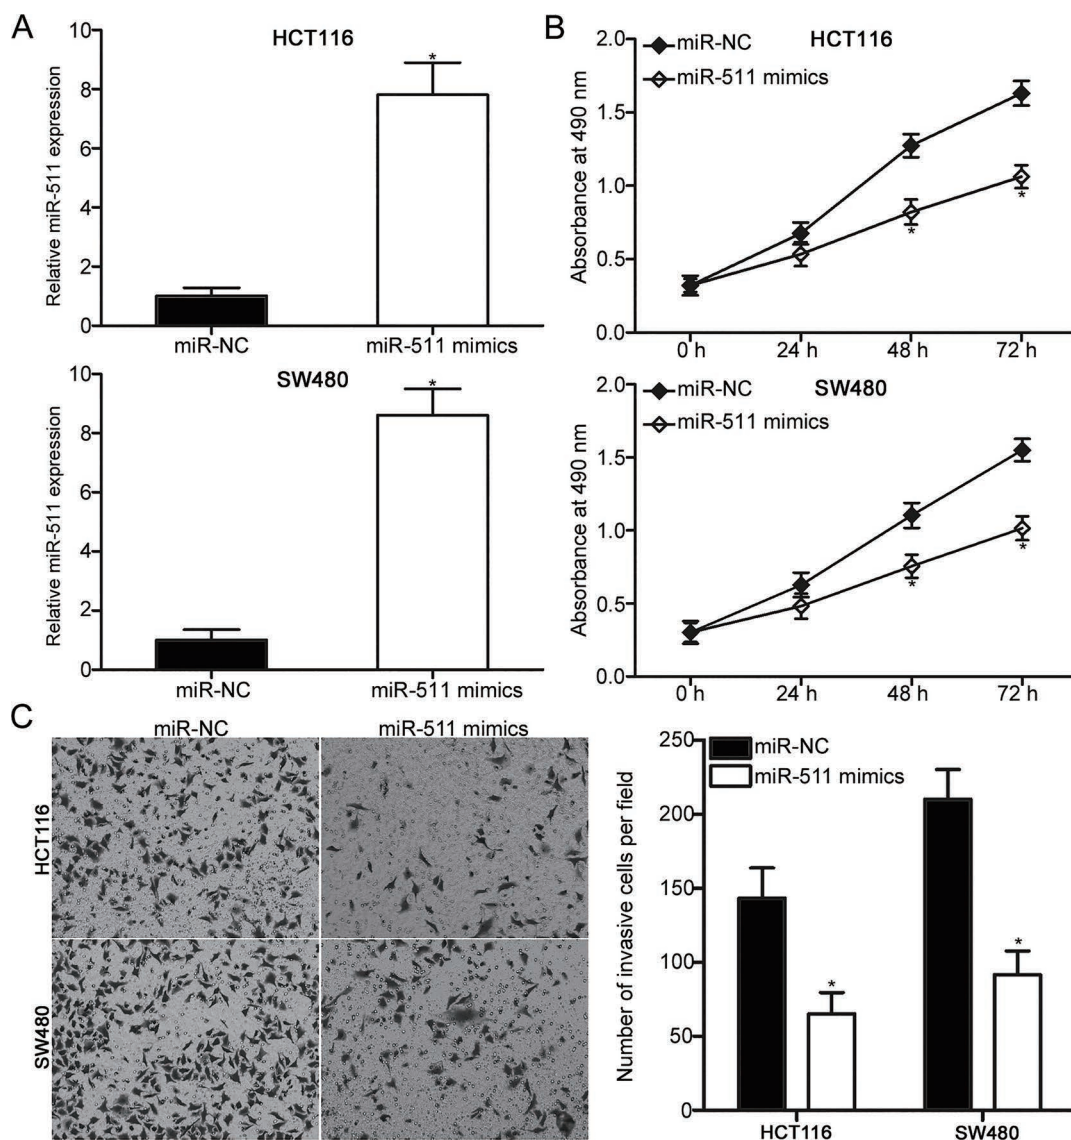 A
HCT116
Relative miR-511 expression
10
8
6
4
2
0
*
miR-NC
miR-511 mimics
SW480
Relative miR-511 expression
10
8
6
4
2
0
*
miR-NC
miR-511 mimics
B
HCT116
miR-NC
miR-511 mimics
Absorbance at 490 nm
2.0
1.5
1.0
0.5
0.0
*
*
0 h
24 h
48 h
72 h
SW480
miR-NC
miR-511 mimics
Absorbance at 490 nm
2.0
1.5
1.0
0.5
0.0
*
*
0 h
24 h
48 h
72 h
C
miR-NC
miR-511 mimics
HCT116
SW480
miR-NC
miR-511 mimics
Number of invasive cells per field
250
200
150
100
50
0
*
*
HCT116
SW480